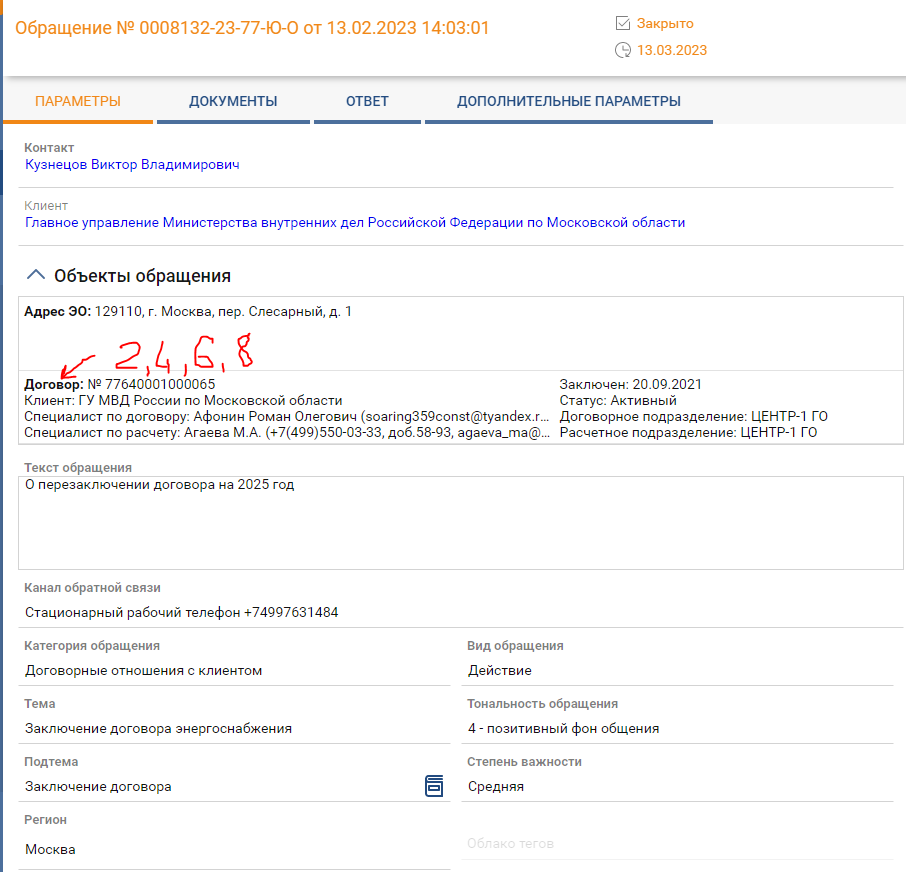 Обращение № 0008132-23-77-Ю-О от 13.02.2023 14:03:01
Закрыто
13.03.2023
ПАРАМЕТРЫ ДОКУМЕНТЫ ОТВЕТ ДОПОЛНИТЕЛЬНЫЕ ПАРАМЕТРЫ
Контакт
Кузнецов Виктор Владимирович
Клиент
Главное управление Министерства внутренних дел Российской Федерации по Московской области
Объекты обращения
Адрес ЭО: 129110, г. Москва, пер. Слесарный, д. 1
2,4,6,8
Договор: № 77640001000065 Заключен: 20.09.2021
Клиент: ГУ МВД России по Московской области Статус: Активный
Специалист по договору: Афонин Роман Олегович (soaring359const@tyandex.r... Договорное подразделение: ЦЕНТР-1 ГО
Специалист по расчету: Агаева М.А. (+7(499)550-03-33, доб.58-93, agaeva_ma@... Расчетное подразделение: ЦЕНТР-1 ГО
Текст обращения
О перезаключении договора на 2025 год
Канал обратной связи
Стационарный рабочий телефон +74997631484
Категория обращения Вид обращения
Договорные отношения с клиентом Действие
Тема Тональность обращения
Заключение договора энергоснабжения 4 - позитивный фон общения
Подтема Степень важности
Заключение договора Средняя
Регион
Москва Облако тегов